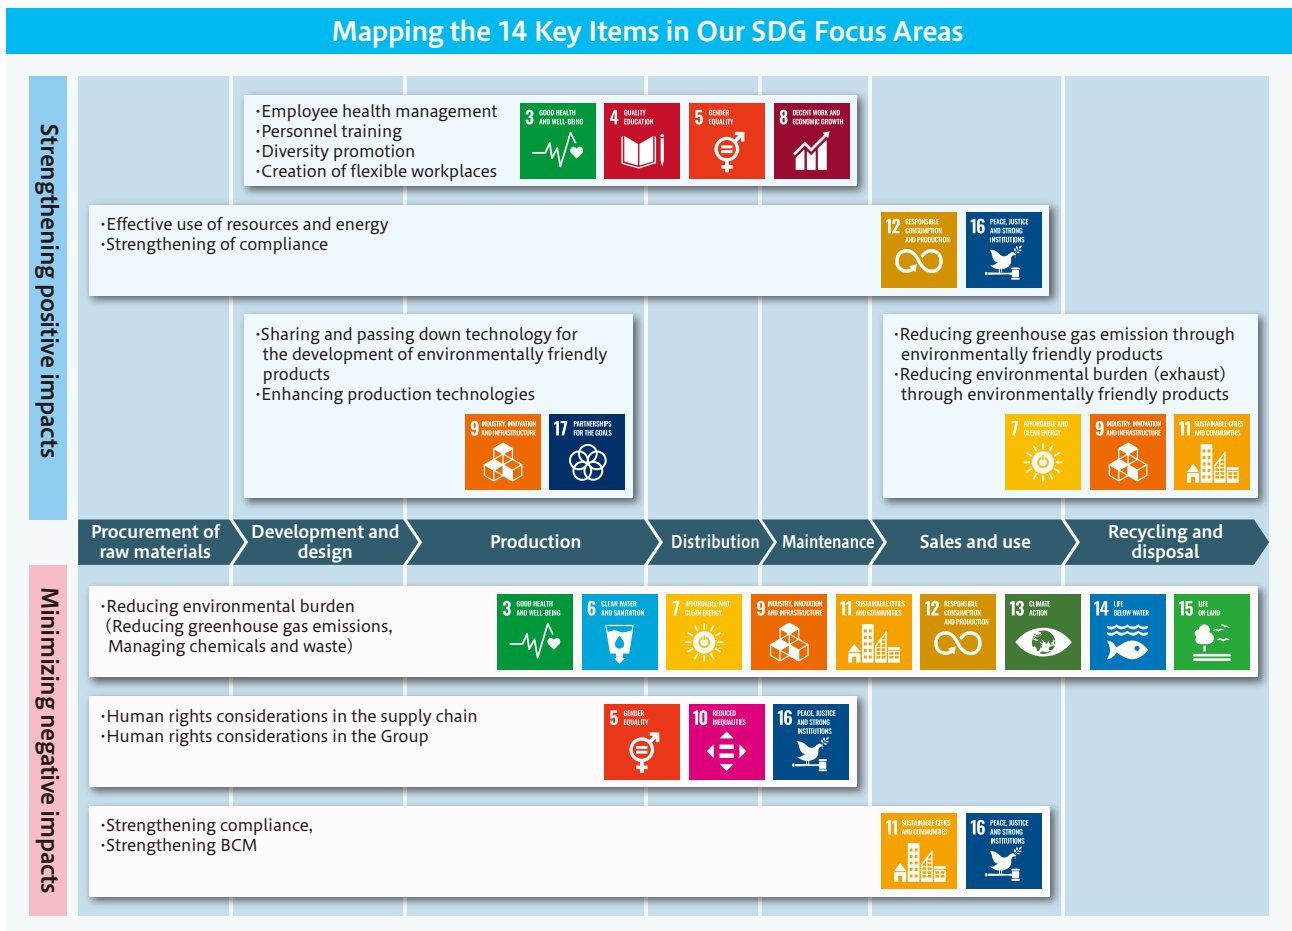 Mapping the 14 Key Items in Our SDG Focus Areas
Strengthening positive impacts
・Employee health management
・Personnel training
・Diversity promotion
・Creation of flexible workplaces
3 GOOD HEALTH
AND WELL-BEING
4 QUALITY
EDUCATION
5 GENDER
EQUALITY
8 DECENT WORK AND
ECONOMIC GROWTH
・Effective use of resources and energy
・Strengthening of compliance
12 RESPONSIBLE
CONSUMPTION
AND PRODUCTION
16 PEACE, JUSTICE
AND STRONG
INSTITUTIONS
・Sharing and passing down technology for
the development of environmentally friendly
products
・Enhancing production technologies
9 INDUSTRY, INNOVATION
AND INFRASTRUCTURE
17 PARTNERSHIPS
FOR THE GOALS
・Reducing greenhouse gas emission through
environmentally friendly products
・Reducing environmental burden (exhaust)
through environmentally friendly products
7 AFFORDABLE AND
CLEAN ENERGY
9 INDUSTRY, INNOVATION
AND INFRASTRUCTURE
11 SUSTAINABLE CITIES
AND COMMUNITIES
Procurement of
raw materials
Development and
design
Production
Distribution
Maintenance
Sales and use
Recycling and
disposal
Minimizing negative impacts
・Reducing environmental burden
(Reducing greenhouse gas emissions,
Managing chemicals and waste)
3 GOOD HEALTH
AND WELL-BEING
6 CLEAN WATER
AND SANITATION
7 AFFORDABLE AND
CLEAN ENERGY
9 INDUSTRY, INNOVATION
AND INFRASTRUCTURE
11 SUSTAINABLE CITIES
AND COMMUNITIES
12 RESPONSIBLE
CONSUMPTION
AND PRODUCTION
13 CLIMATE
ACTION
14 LIFE
BELOW WATER
15 LIFE
ON LAND
・Human rights considerations in the supply chain
・Human rights considerations in the Group
5 GENDER
EQUALITY
10 REDUCED
INEQUALITIES
16 PEACE, JUSTICE
AND STRONG
INSTITUTIONS
・Strengthening compliance,
・Strengthening BCM
11 SUSTAINABLE CITIES
AND COMMUNITIES
16 PEACE, JUSTICE
AND STRONG
INSTITUTIONS